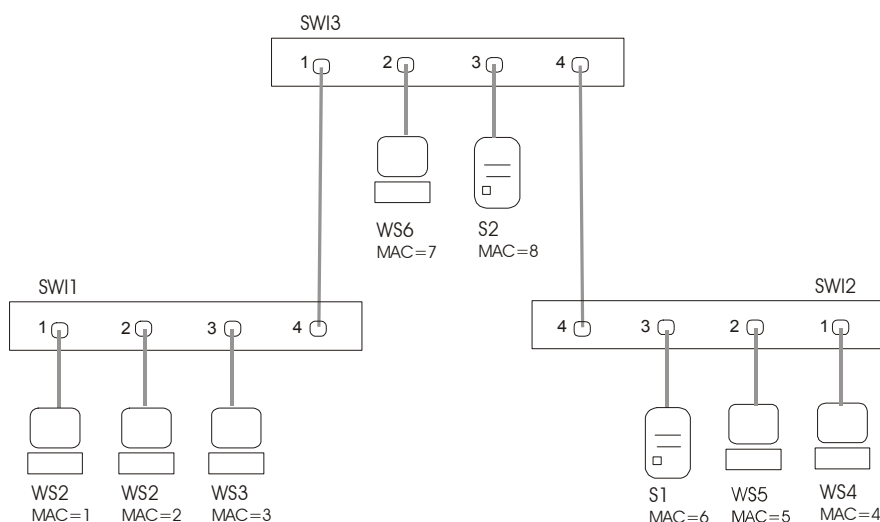 SWI3
1 2 3 4
WS6 S2
MAC=7 MAC=8
SWI1 SWI2
1 2 3 4 4 3 2 1
WS2 WS2 WS3 S1 WS5 WS4
MAC=1 MAC=2 MAC=3 MAC=6 MAC=5 MAC=4